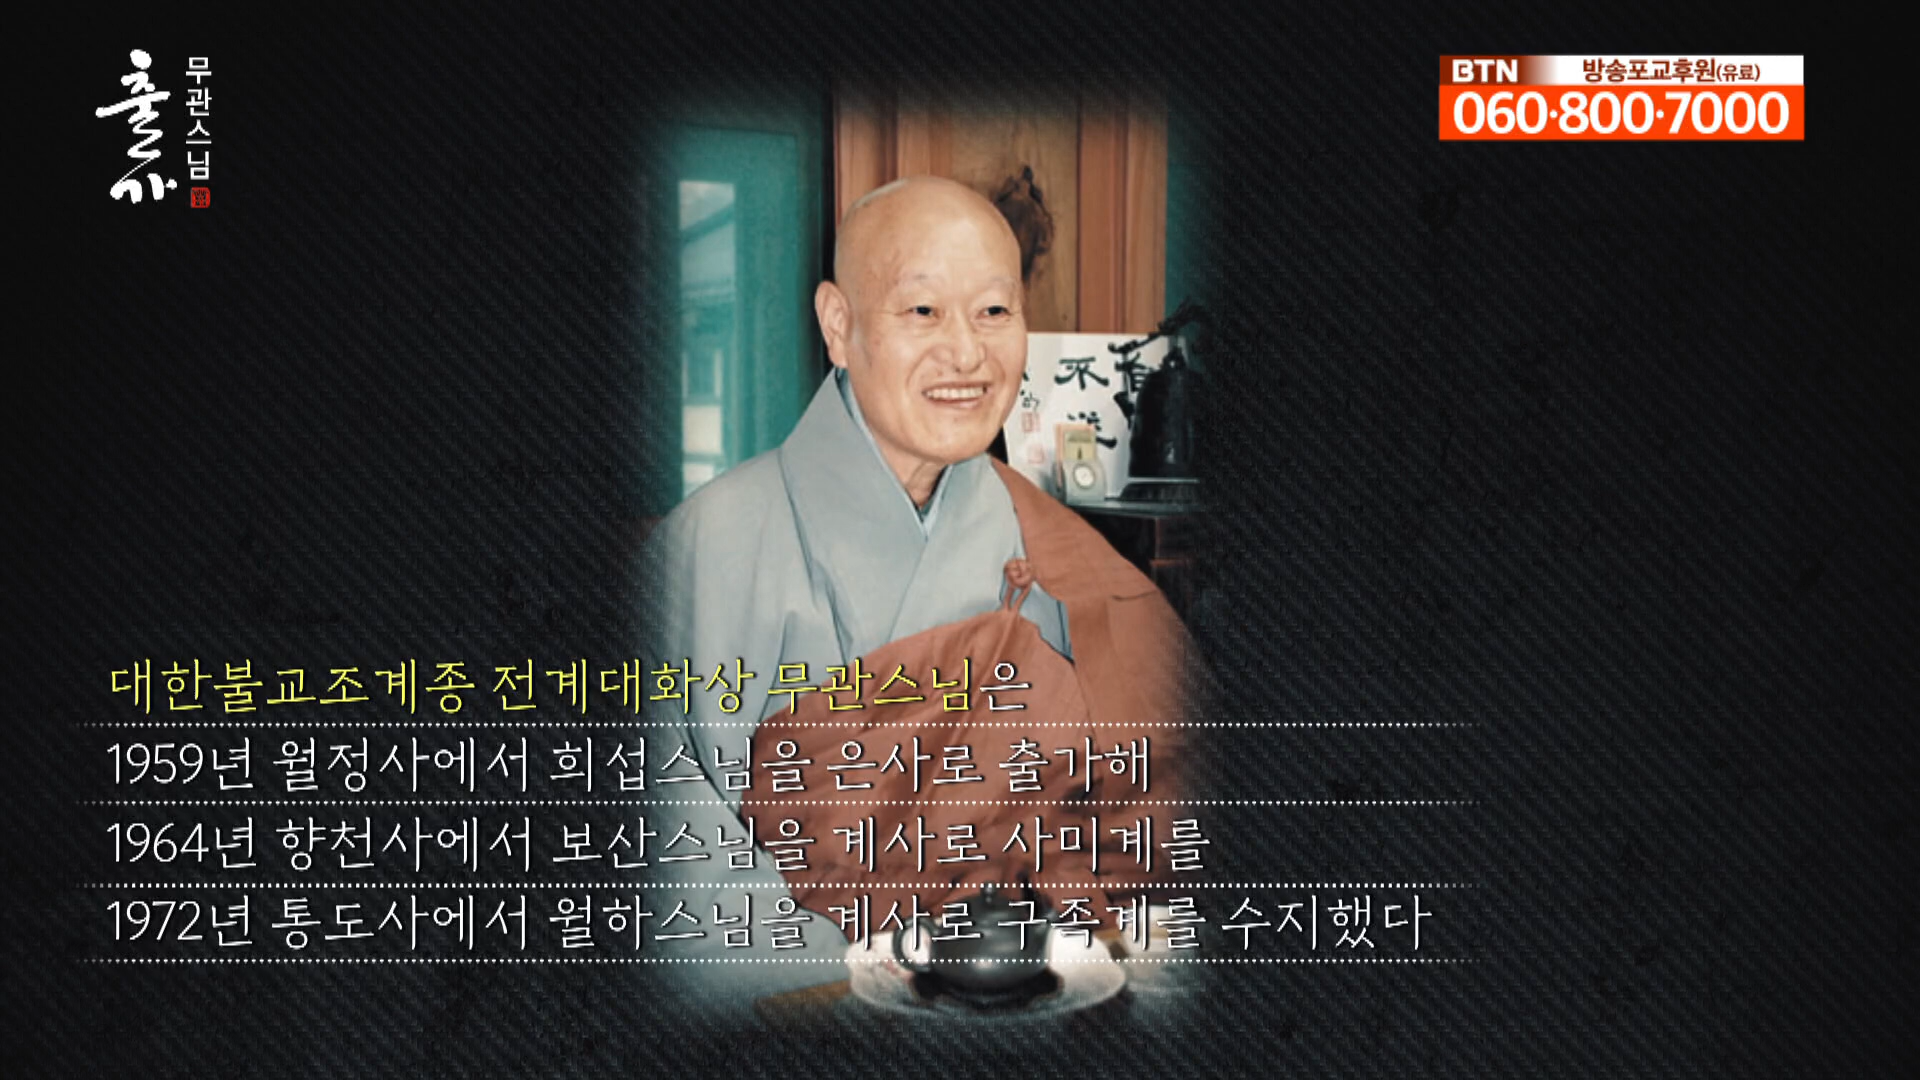 출가
무관스님
BTN 방송포교후원(유료)
060·800·7000
대한불교조계종 전계대화상 무관스님은
1959년 월정사에서 희섭스님을 은사로 출가해
1964년 향천사에서 보산스님을 계사로 사미계를
1972년 통도사에서 월하스님을 계사로 구족계를 수지했다